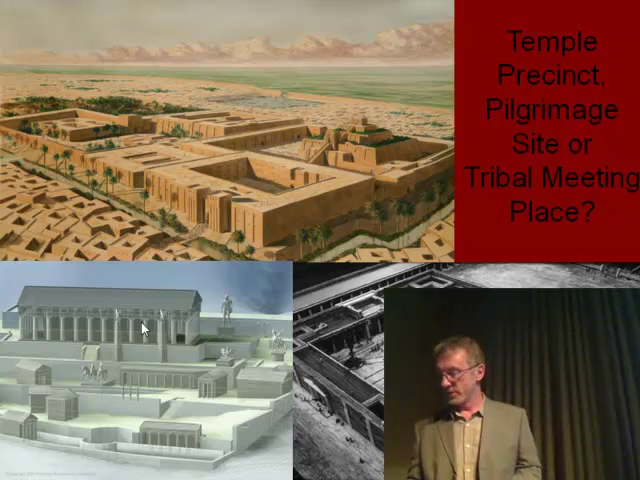 Temple
Precinct,
Pilgrimage
Site or
Tribal Meeting
Place?